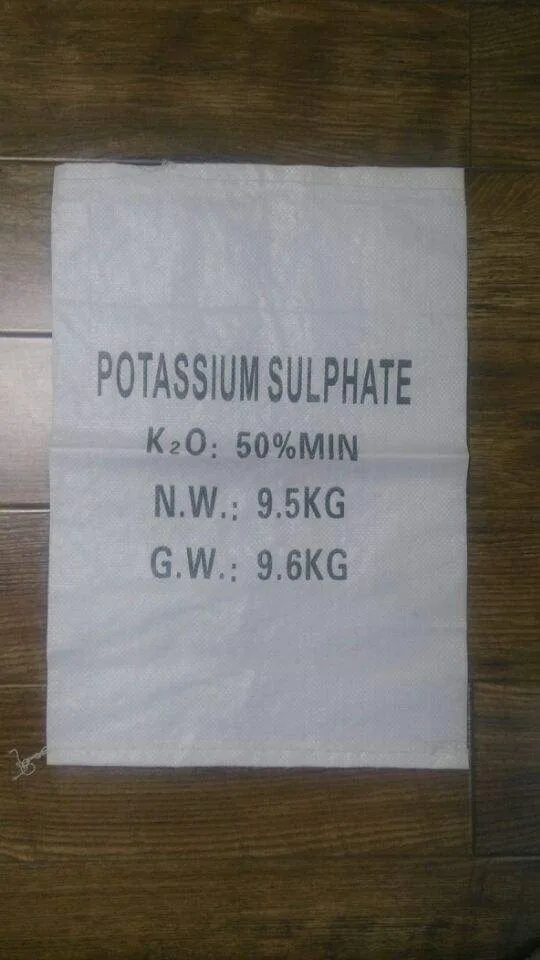 POTASSIUM SULPHATE
K₂O: 50%MIN
N.W.: 9.5KG
G.W.: 9.6KG